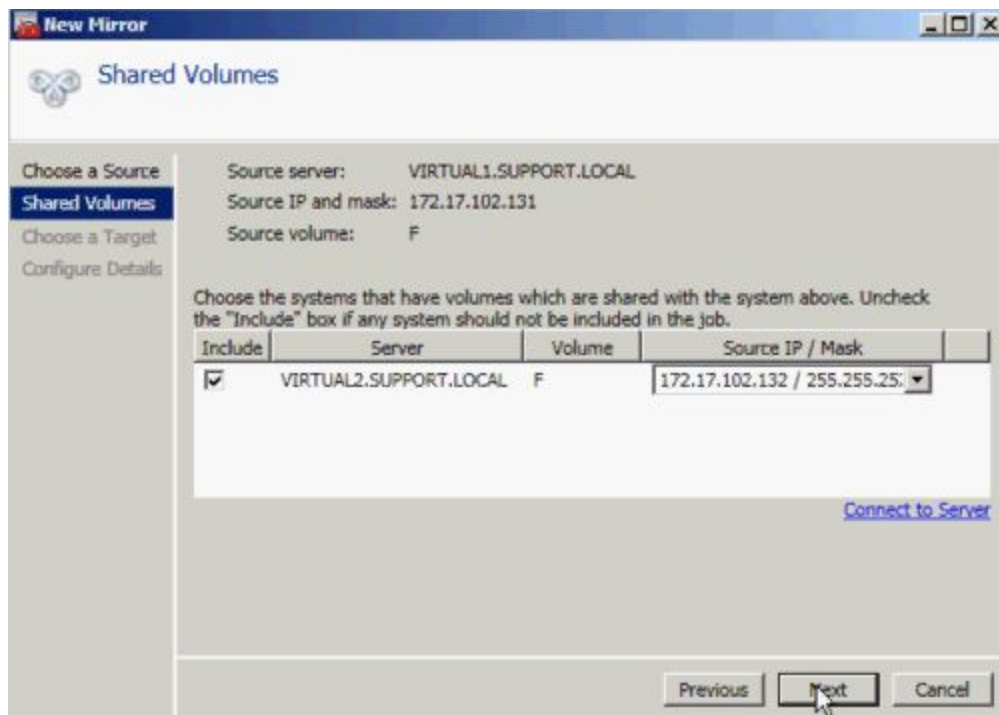 New Mirror
Shared Volumes
Choose a Source
Shared Volumes
Choose a Target
Configure Details
Source server: VIRTUAL1.SUPPORT.LOCAL
Source IP and mask: 172.17.102.131
Source volume: F
Choose the systems that have volumes which are shared with the system above. Uncheck
the "Include" box if any system should not be included in the job.
Include Server Volume Source IP / Mask
VIRTUAL2.SUPPORT.LOCAL F 172.17.102.132 / 255.255.25
Connect to Server
Previous Next Cancel